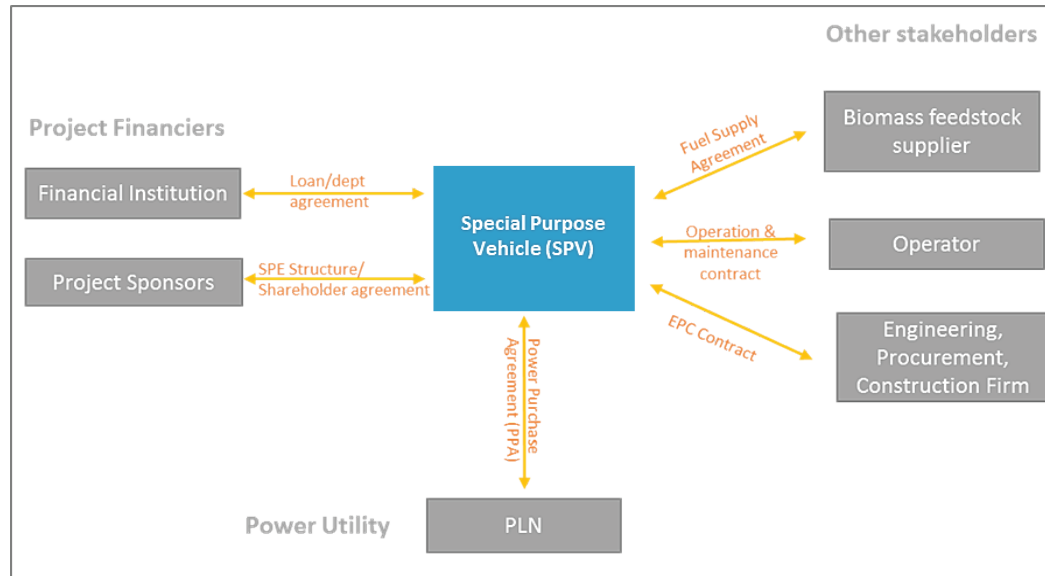 Other stakeholders
Project Financiers
Biomass feedstock
supplier
Fuel Supply
Agreement
Financial Institution
Loan/dept
agreement
Special Purpose
Vehicle (SPV)
Operation &
maintenance
contract
Operator
Project Sponsors
SPE Structure/
Shareholder agreement
EPC Contract
Engineering,
Procurement,
Construction Firm
Power Purchase
Agreement (PPA)
Power Utility
PLN